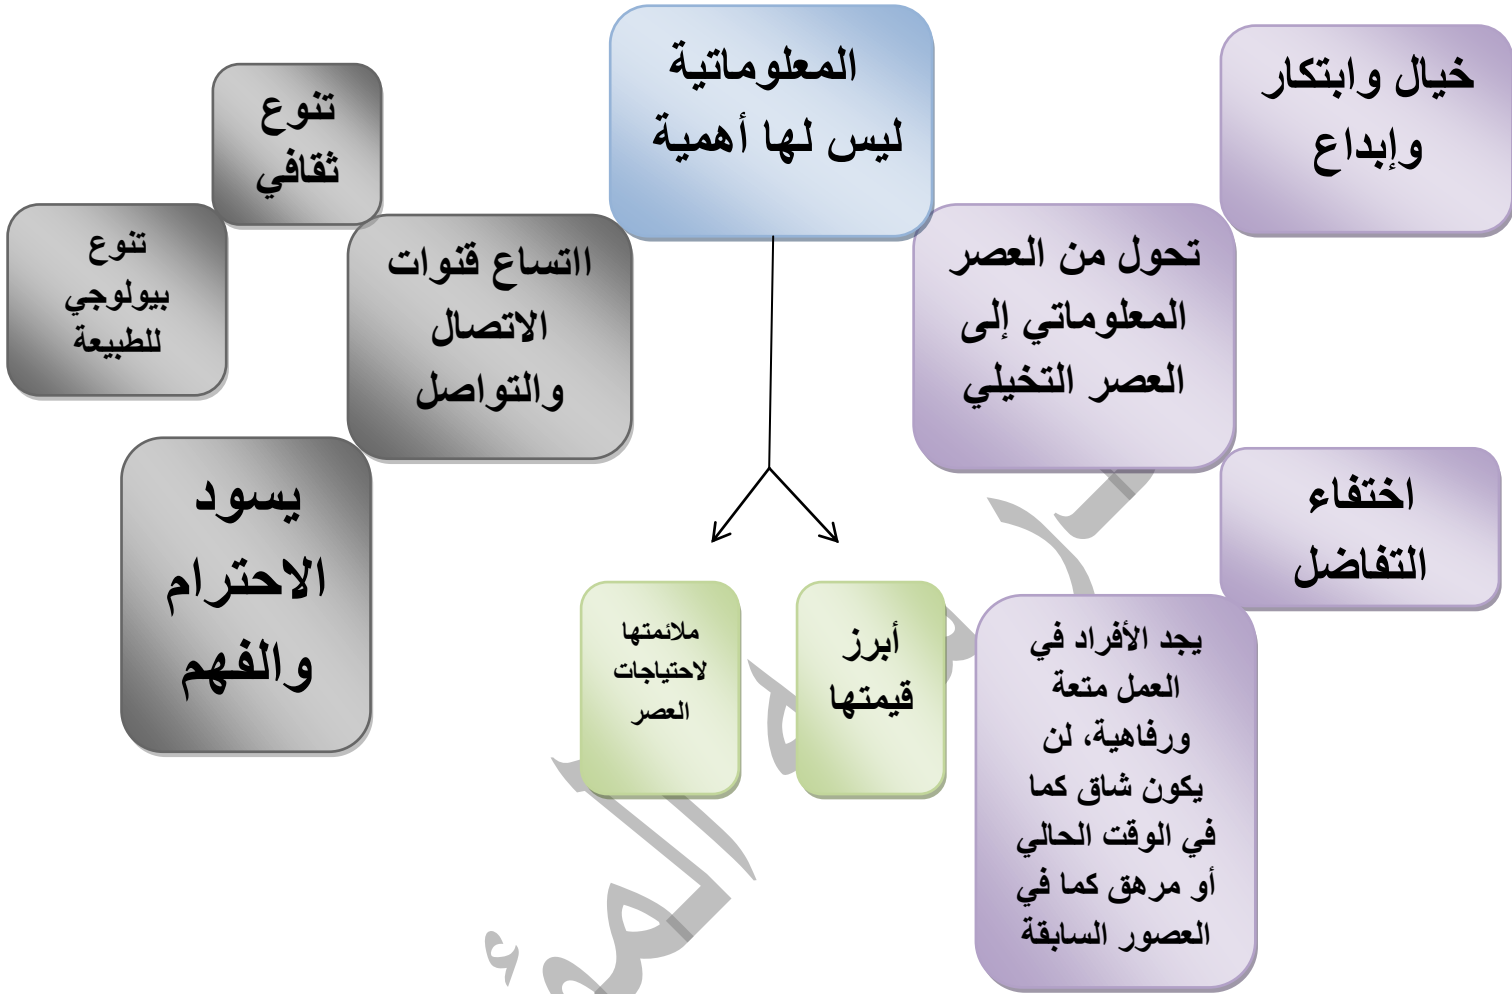 المعلوماتية
ليس لها أهمية
خيال وابتكار
وإبداع
تحول من العصر
المعلوماتي إلى
العصر التخيلي
اختفاء
التفاضل
يجد الأفراد في
العمل متعة
ورفاهية، لن
يكون شاق كما
في الوقت الحالي
أو مرهق كما في
العصور السابقة
أبرز
قيمتها
ملائمتها
لاحتياجات
العصر
ااتساع قنوات
الاتصال
والتواصل
تنوع
ثقافي
تنوع
بيولوجي
للطبيعة
يسود
الاحترام
والفهم